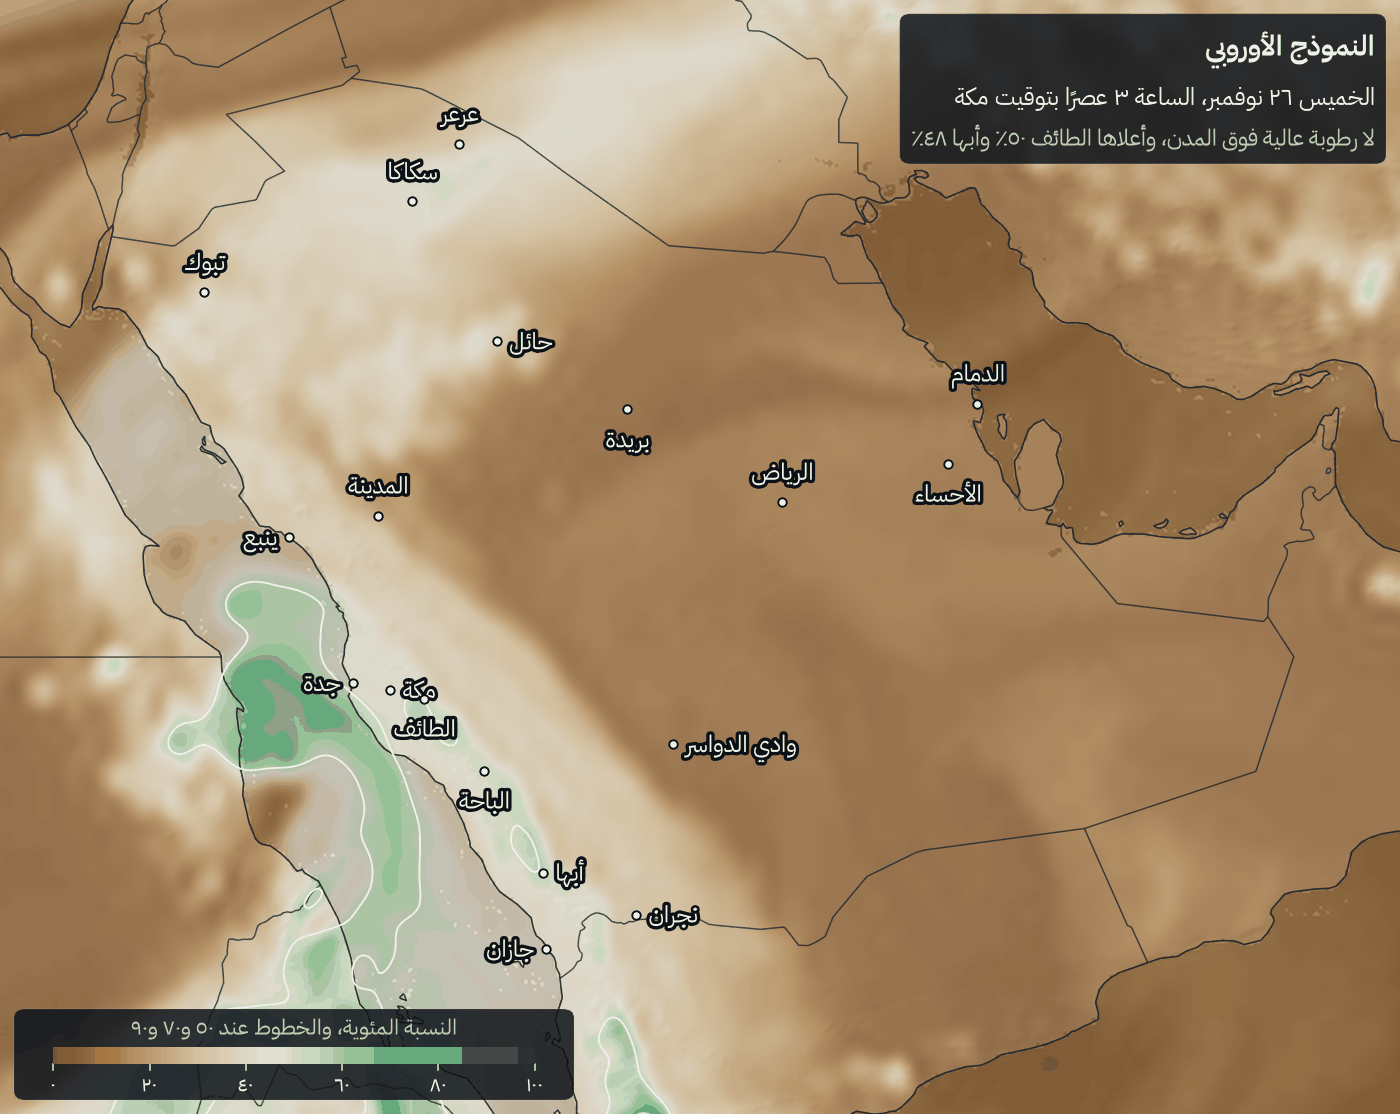 النموذج الأوروبي
الخميس ٢٦ نوفمبر، الساعة ٣ عصرًا بتوقيت مكة
لا رطوبة عالية فوق المدن، وأعلاها الطائف ٥٠٪ وأبها ٤٨٪
عرعر
سكاكا
تبوك
حائل
الدمام
بريدة
الرياض
الأحساء
المدينة
ينبع
جدة
مكة
الطائف
وادي الدواسر
الباحة
أبها
نجران
جازان
النسبة المئوية، والخطوط عند ٥٠ و٧٠ و٩٠
٠ ٢٠ ٤٠ ٦٠ ٨٠ ١٠٠